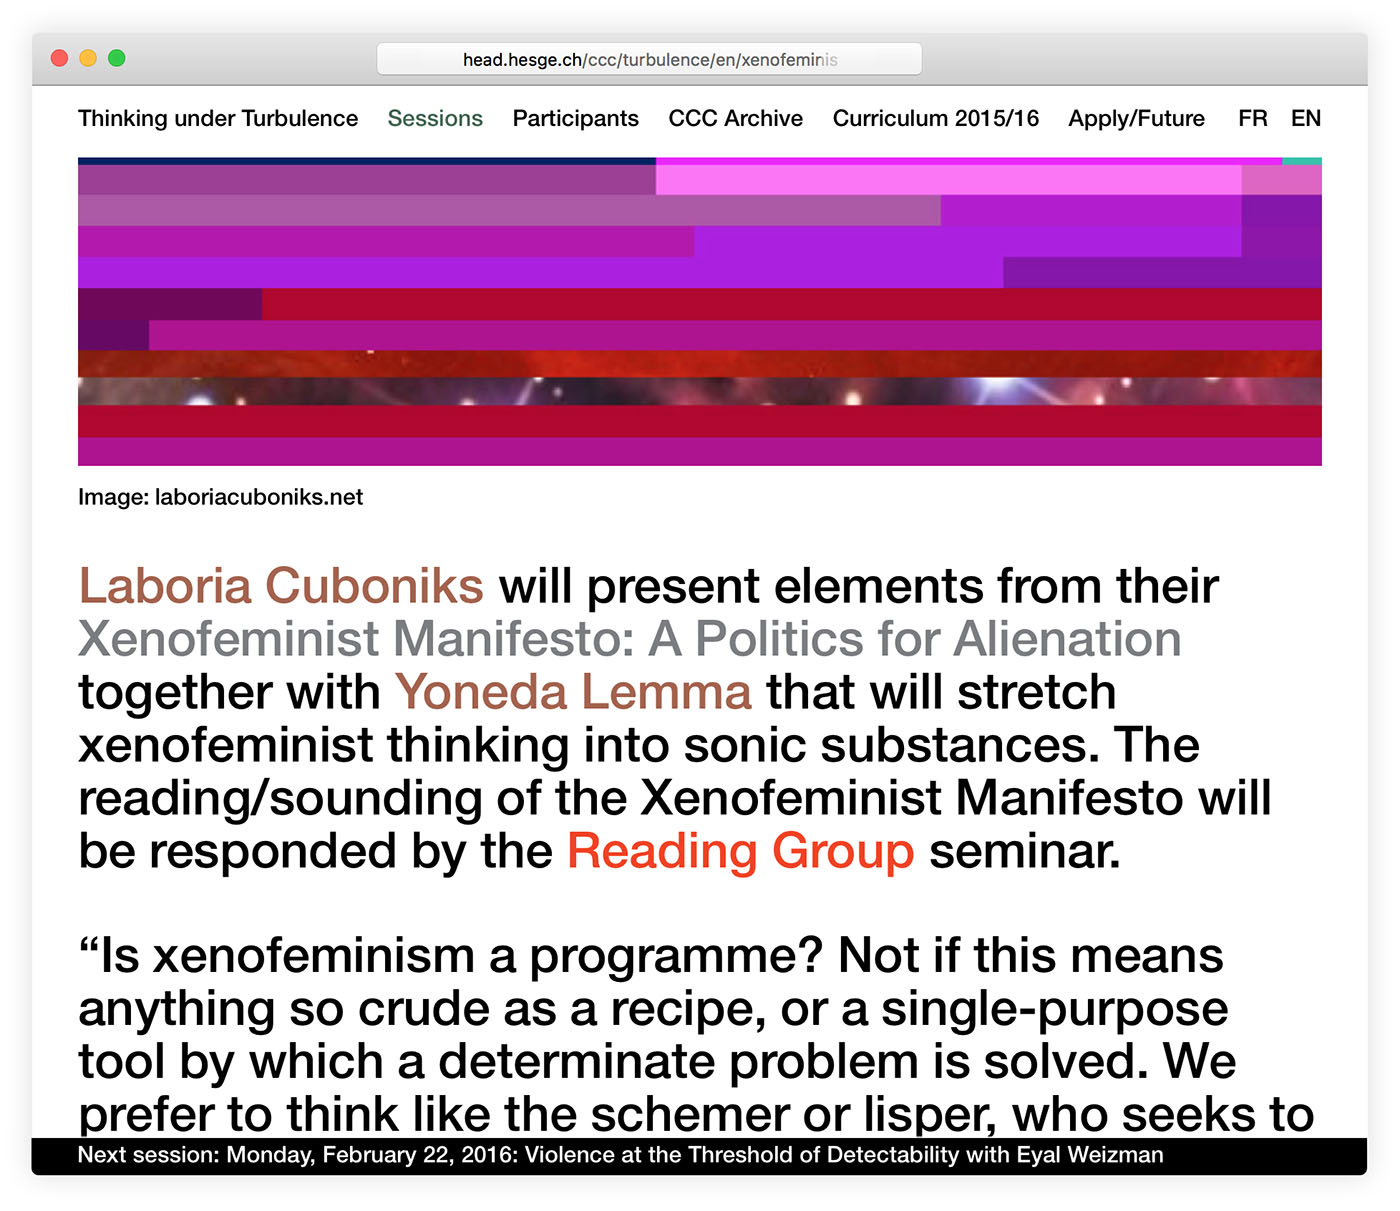 head.hesge.ch/ccc/turbulence/en/xenofeminis
Thinking under Turbulence Sessions Participants CCC Archive Curriculum 2015/16 Apply/Future FR EN
Image: laboriacuboniks.net
Laboria Cuboniks will present elements from their
Xenofeminist Manifesto: A Politics for Alienation
together with Yoneda Lemma that will stretch
xenofeminist thinking into sonic substances. The
reading/sounding of the Xenofeminist Manifesto will
be responded by the Reading Group seminar.
“Is xenofeminism a programme? Not if this means
anything so crude as a recipe, or a single-purpose
tool by which a determinate problem is solved. We
prefer to think like the schemer or lisper, who seeks to
Next session: Monday, February 22, 2016: Violence at the Threshold of Detectability with Eyal Weizman